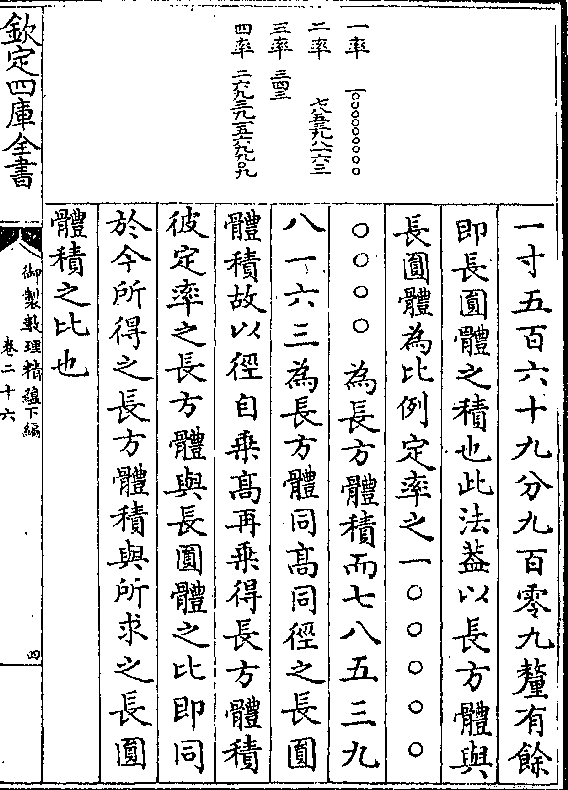 一寸五百六十九分九百零九釐有餘
即長圓體之積也此法葢以長方體與
長圓體為比例定率之一〇〇〇〇〇
〇〇〇〇為長方體積而七八五三九
八一六三為長方體同高同徑之長圓
體積故以徑自乘高再乘得長方體積
彼定率之長方體與長圓體之比即同
於今所得之長方體積與所求之長圓
體積之比也
一率 一〇〇〇〇〇〇〇〇〇
二率 七八五三九八一六三
三率 三四三
四率 二六九三九一五六九九〇九
欽定四庫全書
御製數理精蘊下編
卷二十六
四